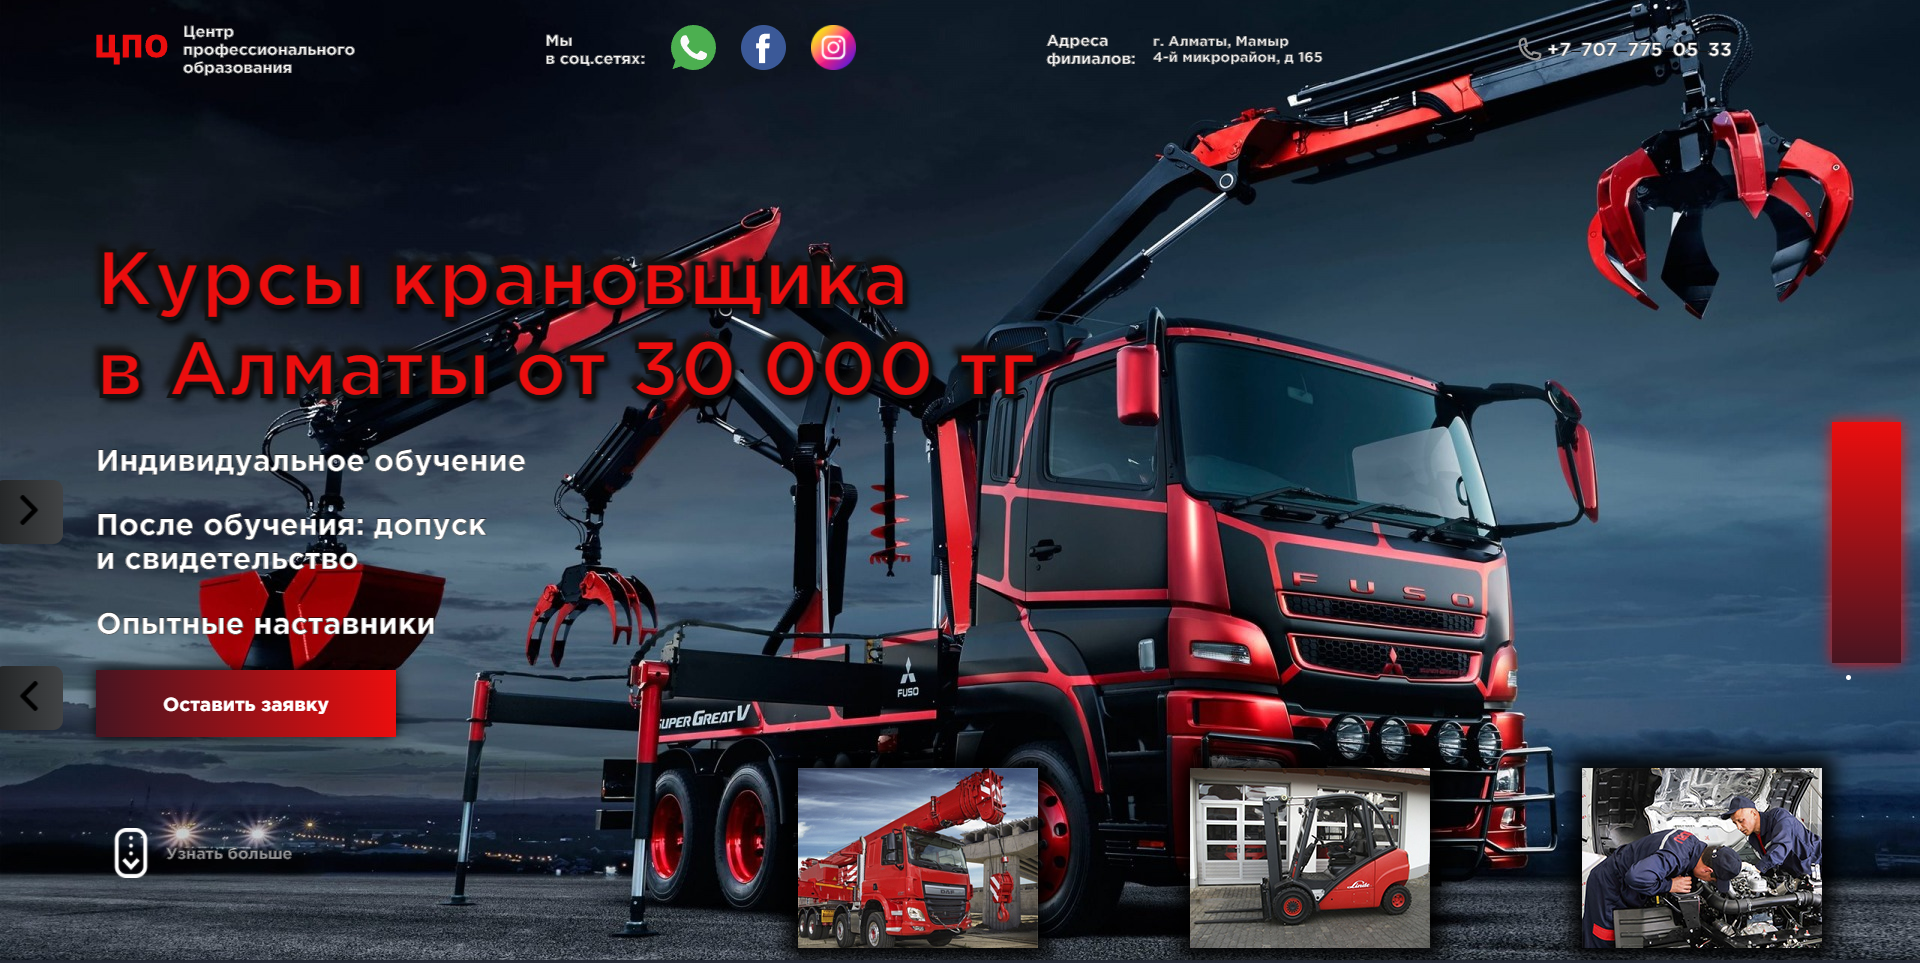 ЦПО
Центр
профессионального
образования
Мы
в соц.сетях:
Адреса
филиалов:
г. Алматы, Мамыр
4-й микрорайон, д 165
+7 707 775 05 33
Курсы крановщика
в Алматы от 30 000 тг
Индивидуальное обучение
После обучения: допуск
и свидетельство
Опытные наставники
Оставить заявку
Узнать больше
FUSO
FUSO
SUPER GREAT V
DAF
Linde